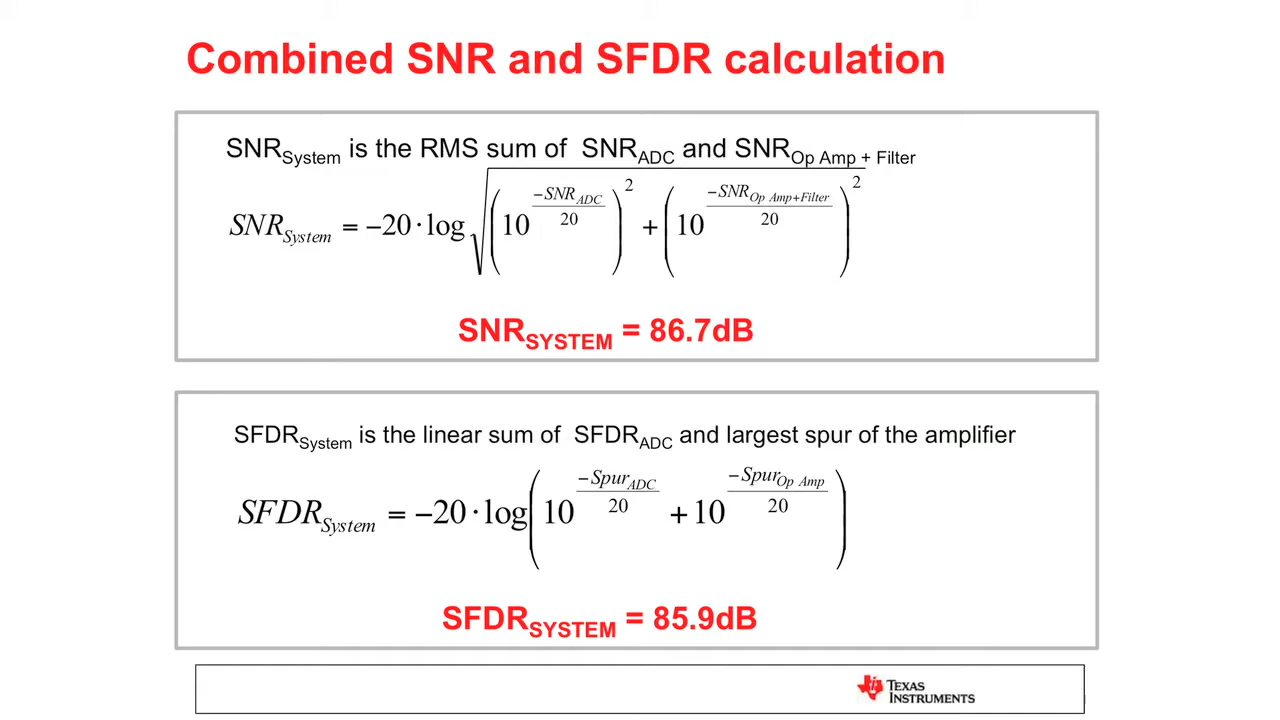 Combined SNR and SFDR calculation
SNR_System is the RMS sum of SNR_ADC and SNR_Op Amp + Filter
SNR_System = −20 · log √( (10^(−SNR_ADC / 20))^2 + (10^(−SNR_Op Amp+Filter / 20))^2 )
SNR_SYSTEM = 86.7dB
SFDR_System is the linear sum of SFDR_ADC and largest spur of the amplifier
SFDR_System = −20 · log( 10^(−Spur_ADC / 20) + 10^(−Spur_Op Amp / 20) )
SFDR_SYSTEM = 85.9dB
TEXAS
INSTRUMENTS